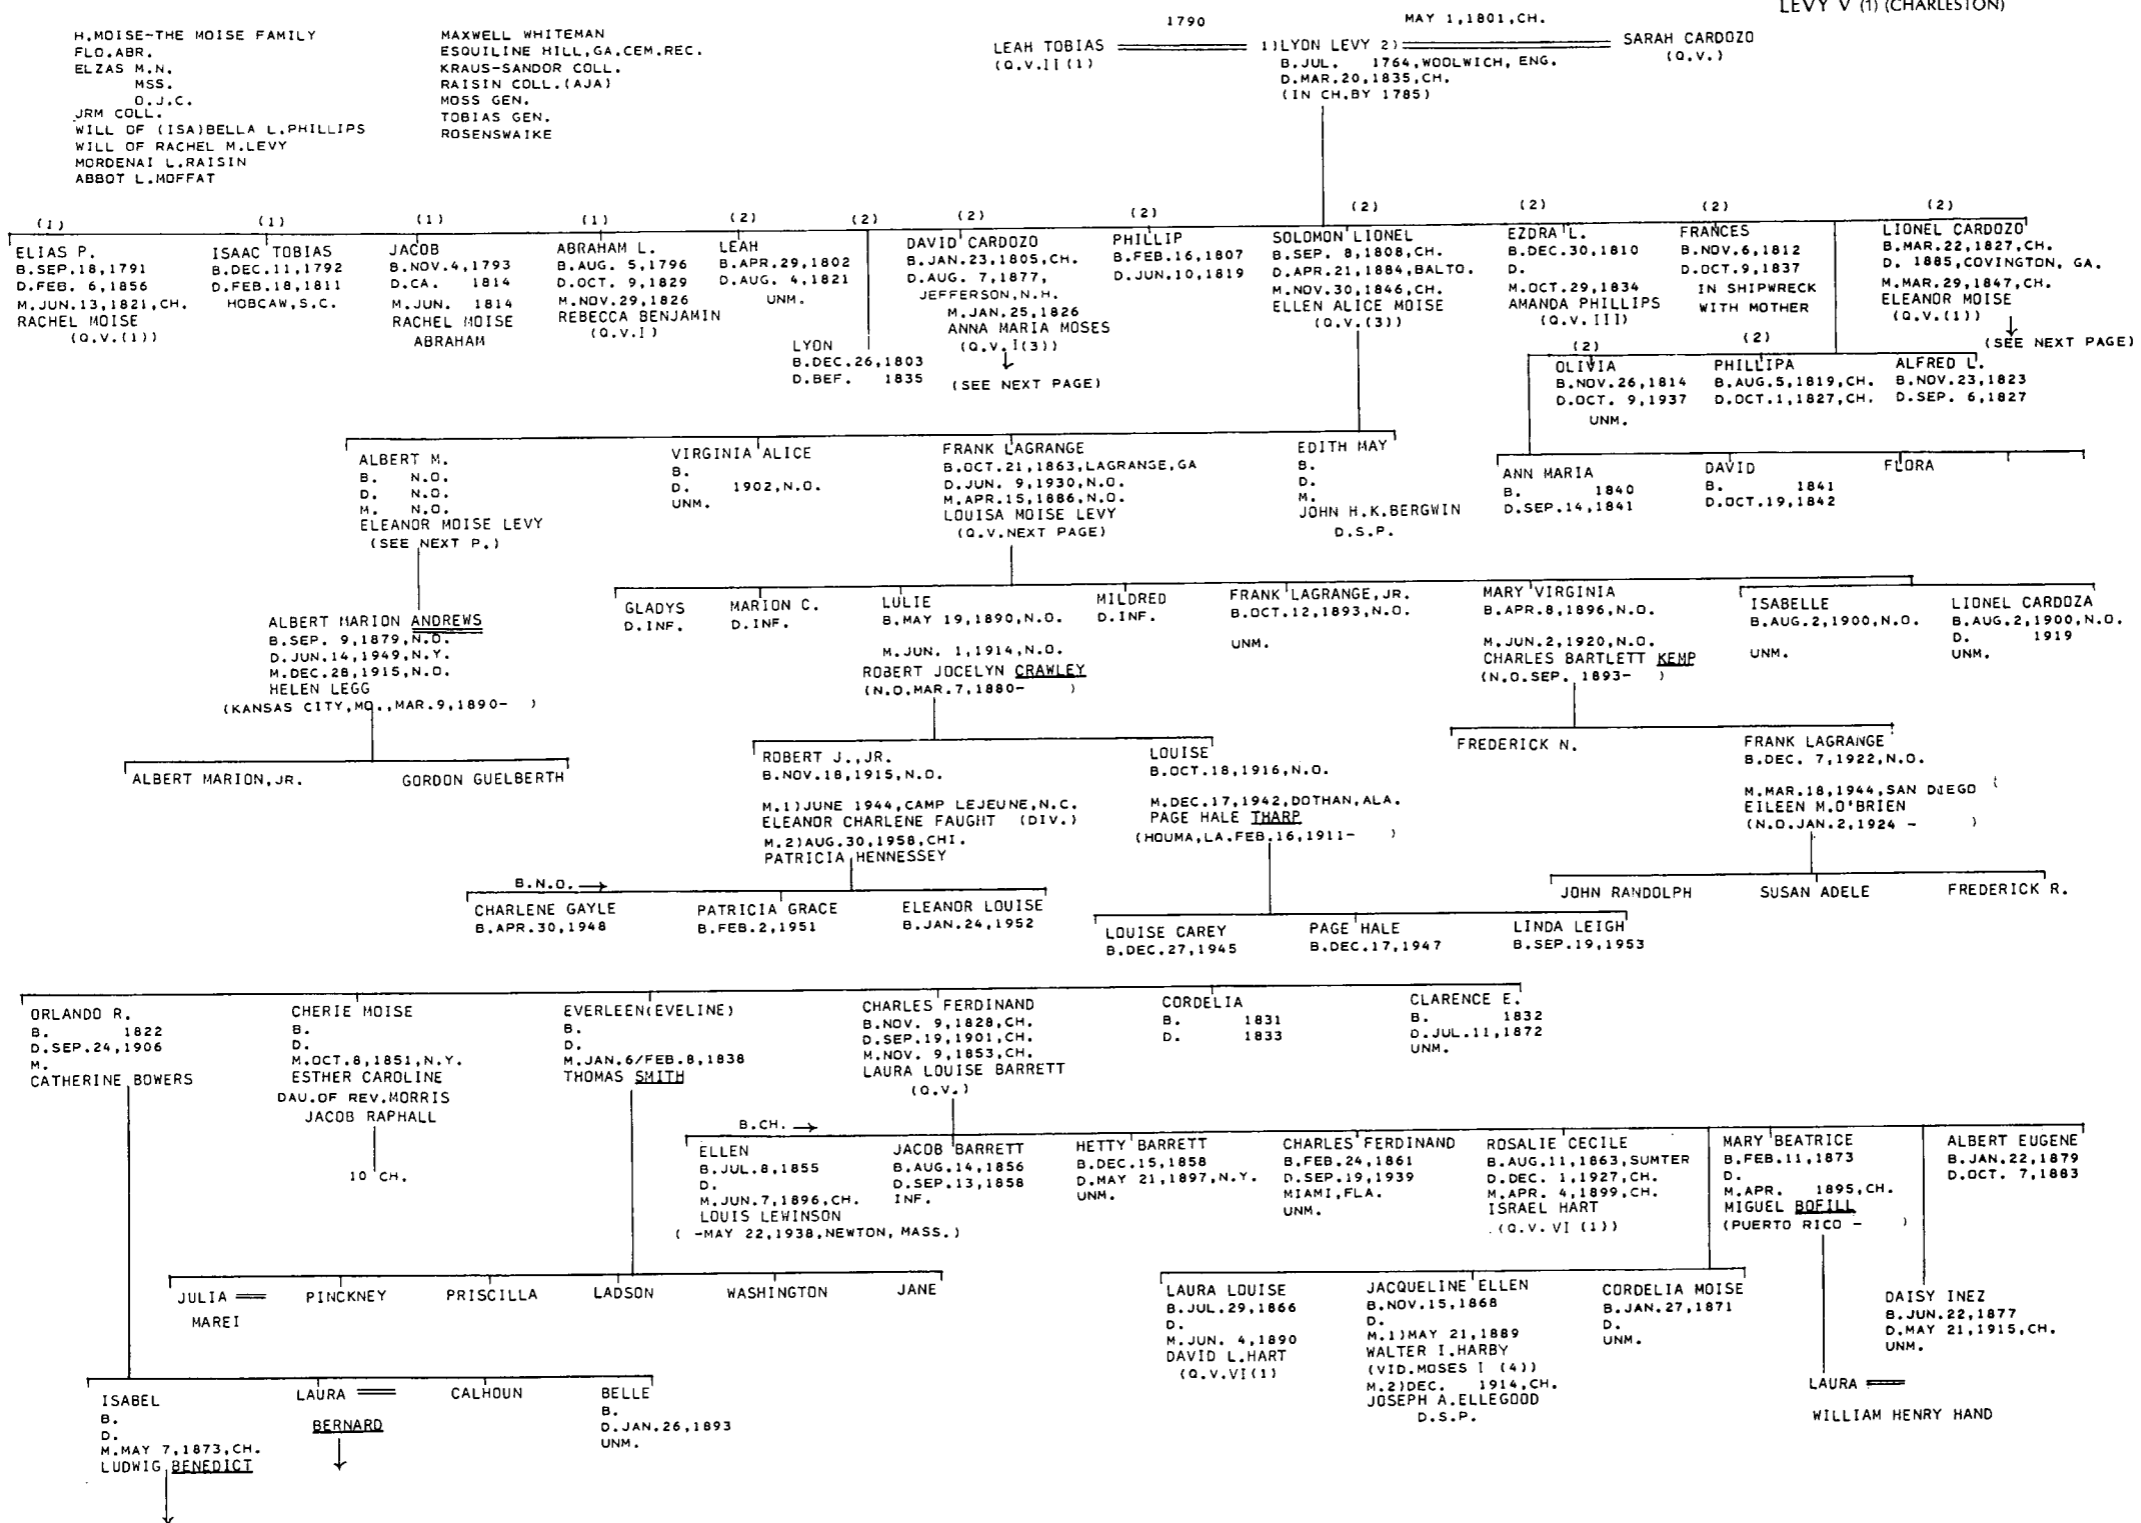 LEVY V (1) (CHARLESTON)
H.MOISE-THE MOISE FAMILY
FLO.ABR.
ELZAS M.N.
MSS.
O.J.C.
JRM COLL.
WILL OF (ISA)BELLA L.PHILLIPS
WILL OF RACHEL M.LEVY
MORDENAI L.RAISIN
ABBOT L.MOFFAT
MAXWELL WHITEMAN
ESQUILINE HILL,GA.CEM.REC.
KRAUS-SANDOR COLL.
RAISIN COLL.(AJA)
MOSS GEN.
TOBIAS GEN.
ROSENSWAIKE
LEAH TOBIAS
(Q.V.II(1)
1790
1)LYON LEVY 2)
B.JUL. 1764,WOOLWICH, ENG.
D.MAR.20,1835,CH.
(IN CH.BY 1785)
MAY 1,1801,CH.
SARAH CARDOZO
(Q.V.)
(1)
ELIAS P.
B.SEP.18,1791
D.FEB. 6,1856
M.JUN.13,1821,CH.
RACHEL MOISE
(Q.V.(1))
(1)
ISAAC TOBIAS
B.DEC.11,1792
D.FEB.18,1811
HOBCAW,S.C.
(1)
JACOB
B.NOV.4,1793
D.CA. 1814
M.JUN. 1814
RACHEL MOISE
ABRAHAM
(1)
ABRAHAM L.
B.AUG. 5,1796
D.OCT. 9,1829
M.NOV.29,1826
REBECCA BENJAMIN
(Q.V.I)
(2)
LEAH
B.APR.29,1802
D.AUG. 4,1821
UNM.
(2)
LYON
B.DEC.26,1803
D.BEF. 1835
(2)
DAVID CARDOZO
B.JAN.23,1805,CH.
D.AUG. 7,1877,
JEFFERSON,N.H.
M.JAN.25,1826
ANNA MARIA MOSES
(Q.V.I(3))
(SEE NEXT PAGE)
(2)
PHILLIP
B.FEB.16,1807
D.JUN.10,1819
(2)
SOLOMON LIONEL
B.SEP. 8,1808,CH.
D.APR.21,1884,BALTO.
M.NOV.30,1846,CH.
ELLEN ALICE MOISE
(Q.V.(3))
(2)
EZDRA L.
B.DEC.30,1810
D.
M.OCT.29,1834
AMANDA PHILLIPS
(Q.V.III)
(2)
FRANCES
B.NOV.6,1812
D.OCT.9,1837
IN SHIPWRECK
WITH MOTHER
(2)
LIONEL CARDOZO
B.MAR.22,1827,CH.
D. 1885,COVINGTON, GA.
M.MAR.29,1847,CH.
ELEANOR MOISE
(Q.V.(1))
(SEE NEXT PAGE)
(2)
OLIVIA
B.NOV.26,1814
D.OCT. 9,1937
UNM.
(2)
PHILLIPA
B.AUG.5,1819,CH.
D.OCT.1,1827,CH.
ALFRED L.
B.NOV.23,1823
D.SEP. 6,1827
ALBERT M.
B. N.O.
D. N.O.
M. N.O.
ELEANOR MOISE LEVY
(SEE NEXT P.)
VIRGINIA ALICE
B.
D. 1902,N.O.
UNM.
FRANK LAGRANGE
B.OCT.21,1863,LAGRANGE,GA
D.JUN. 9,1930,N.O.
M.APR.15,1886,N.O.
LOUISA MOISE LEVY
(Q.V.NEXT PAGE)
EDITH MAY
B.
D.
M.
JOHN H.K.BERGWIN
D.S.P.
ANN MARIA
B. 1840
D.SEP.14,1841
DAVID
B. 1841
D.OCT.19,1842
FLORA
ALBERT MARION ANDREWS
B.SEP. 9,1879,N.O.
D.JUN.14,1949,N.Y.
M.DEC.28,1915,N.O.
HELEN LEGG
(KANSAS CITY,MO.,MAR.9,1890- )
GLADYS
D.INF.
MARION C.
D.INF.
LULIE
B.MAY 19,1890,N.O.
M.JUN. 1,1914,N.O.
ROBERT JOCELYN CRAWLEY
(N.O.MAR.7,1880- )
MILDRED
D.INF.
FRANK LAGRANGE,JR.
B.OCT.12,1893,N.O.
UNM.
MARY VIRGINIA
B.APR.8,1896,N.O.
M.JUN.2,1920,N.O.
CHARLES BARTLETT KEMP
(N.O.SEP. 1893- )
ISABELLE
B.AUG.2,1900,N.O.
UNM.
LIONEL CARDOZA
B.AUG.2,1900,N.O.
D. 1919
UNM.
ALBERT MARION,JR.
GORDON GUELBERTH
ROBERT J.,JR.
B.NOV.18,1915,N.O.
M.1)JUNE 1944,CAMP LEJEUNE,N.C.
ELEANOR CHARLENE FAUGHT (DIV.)
M.2)AUG.30,1958,CHI.
PATRICIA HENNESSEY
LOUISE
B.OCT.18,1916,N.O.
M.DEC.17,1942,DOTHAN,ALA.
PAGE HALE THARP
(HOUMA,LA.FEB.16,1911- )
FREDERICK N.
FRANK LAGRANGE
B.DEC. 7,1922,N.O.
M.MAR.18,1944,SAN DIEGO (
EILEEN M.O'BRIEN
(N.O.JAN.2,1924 - )
B.N.O.
CHARLENE GAYLE
B.APR.30,1948
PATRICIA GRACE
B.FEB.2,1951
ELEANOR LOUISE
B.JAN.24,1952
LOUISE CAREY
B.DEC.27,1945
PAGE HALE
B.DEC.17,1947
LINDA LEIGH
B.SEP.19,1953
JOHN RANDOLPH
SUSAN ADELE
FREDERICK R.
ORLANDO R.
B. 1822
D.SEP.24,1906
M.
CATHERINE BOWERS
CHERIE MOISE
B.
D.
M.OCT.8,1851,N.Y.
ESTHER CAROLINE
DAU.OF REV.MORRIS
JACOB RAPHALL
10 CH.
EVERLEEN(EVELINE)
B.
D.
M.JAN.6/FEB.8,1838
THOMAS SMITH
CHARLES FERDINAND
B.NOV. 9,1828,CH.
D.SEP.19,1901,CH.
M.NOV. 9,1853,CH.
LAURA LOUISE BARRETT
(Q.V.)
CORDELIA
B. 1831
D. 1833
CLARENCE E.
B. 1832
D.JUL.11,1872
UNM.
B.CH.
ELLEN
B.JUL.8,1855
D.
M.JUN.7,1896,CH.
LOUIS LEWINSON
( -MAY 22,1938,NEWTON, MASS.)
JACOB BARRETT
B.AUG.14,1856
D.SEP.13,1858
INF.
HETTY BARRETT
B.DEC.15,1858
D.MAY 21,1897,N.Y.
UNM.
CHARLES FERDINAND
B.FEB.24,1861
D.SEP.19,1939
MIAMI,FLA.
UNM.
ROSALIE CECILE
B.AUG.11,1863,SUMTER
D.DEC. 1,1927,CH.
M.APR. 4,1899,CH.
ISRAEL HART
(Q.V.VI (1))
MARY BEATRICE
B.FEB.11,1873
D.
M.APR. 1895,CH.
MIGUEL BOFILL
(PUERTO RICO - )
ALBERT EUGENE
B.JAN.22,1879
D.OCT. 7,1883
JULIA
MAREI
PINCKNEY
PRISCILLA
LADSON
WASHINGTON
JANE
LAURA LOUISE
B.JUL.29,1866
D.
M.JUN. 4,1890
DAVID L.HART
(Q.V.VI(1)
JACQUELINE ELLEN
B.NOV.15,1868
D.
M.1)MAY 21,1889
WALTER I.HARBY
(VID.MOSES I (4))
M.2)DEC. 1914,CH.
JOSEPH A.ELLEGOOD
D.S.P.
CORDELIA MOISE
B.JAN.27,1871
D.
UNM.
DAISY INEZ
B.JUN.22,1877
D.MAY 21,1915,CH.
UNM.
LAURA
WILLIAM HENRY HAND
ISABEL
B.
D.
M.MAY 7,1873,CH.
LUDWIG BENEDICT
LAURA
BERNARD
CALHOUN
BELLE
B.
D.JAN.26,1893
UNM.